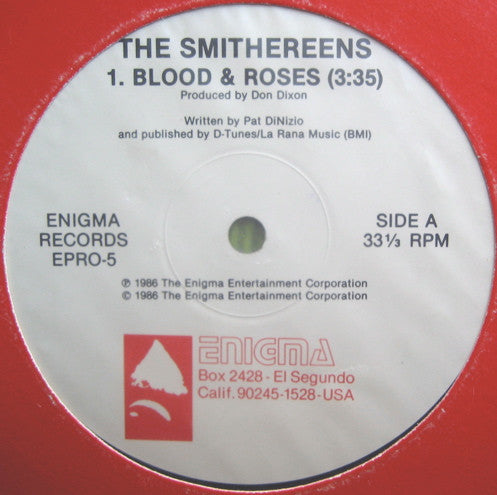 THE SMITHEREENS
1. BLOOD & ROSES (3:35)
Produced by Don Dixon
Written by Pat DiNizio
and published by D-Tunes/La Rana Music (BMI)
ENIGMA
RECORDS
EPRO-5
SIDE A
33⅓ RPM
℗ 1986 The Enigma Entertainment Corporation
© 1986 The Enigma Entertainment Corporation
ENIGMA
Box 2428 - El Segundo
Calif. 90245-1528 - USA